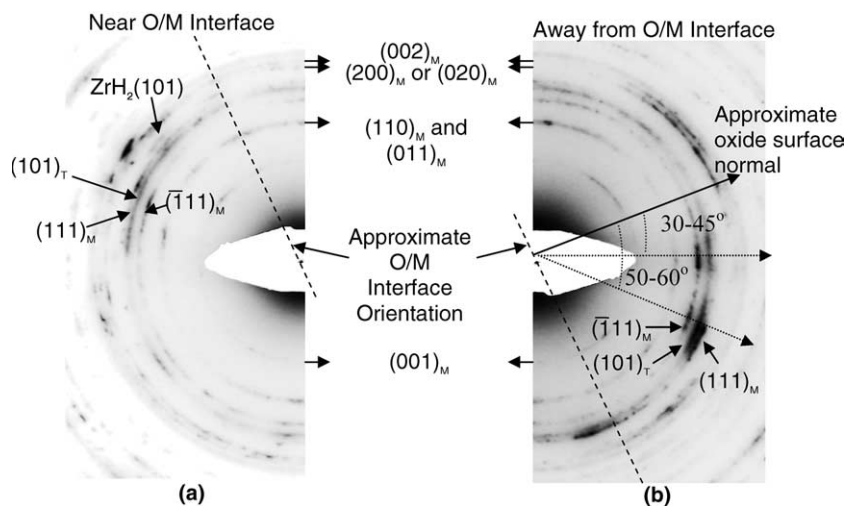 Near O/M Interface
Away from O/M Interface
(002)M
(200)M or (020)M
ZrH2(101)
(110)M and
(011)M
Approximate
oxide surface
normal
(101)T
(1̅11)M
(111)M
30-45°
Approximate
O/M
Interface
Orientation
50-60°
(1̅11)M
(101)T
(111)M
(001)M
(a)
(b)